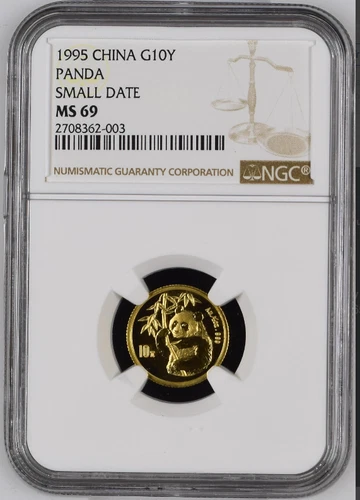 1995 CHINA G10Y
PANDA
SMALL DATE
MS 69
2708362-003
NUMISMATIC GUARANTY CORPORATION NGC®
10元